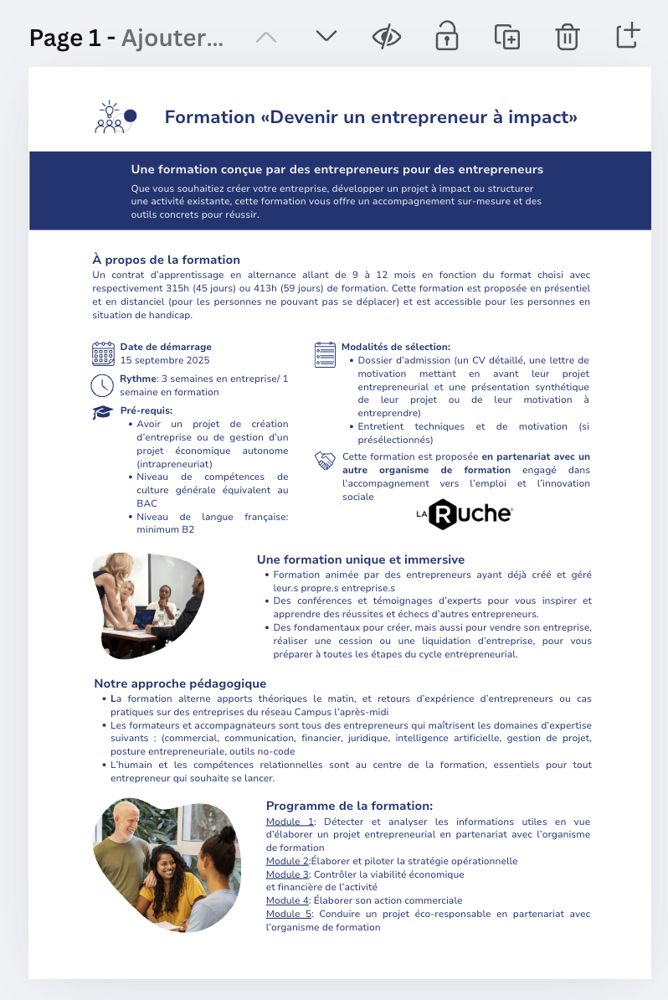 Page 1 - Ajouter...
Formation «Devenir un entrepreneur à impact»
Une formation conçue par des entrepreneurs pour des entrepreneurs
Que vous souhaitiez créer votre entreprise, développer un projet à impact ou structurer
une activité existante, cette formation vous offre un accompagnement sur-mesure et des
outils concrets pour réussir.
À propos de la formation
Un contrat d'apprentissage en alternance allant de 9 à 12 mois en fonction du format choisi avec
respectivement 315h (45 jours) ou 413h (59 jours) de formation. Cette formation est proposée en présentiel
et en distanciel (pour les personnes ne pouvant pas se déplacer) et est accessible pour les personnes en
situation de handicap.
Date de démarrage
15 septembre 2025
Rythme: 3 semaines en entreprise/ 1
semaine en formation
Pré-requis:
• Avoir un projet de création
d'entreprise ou de gestion d'un
projet économique autonome
(intrapreneuriat)
• Niveau de compétences de
culture générale équivalent au
BAC
• Niveau de langue française:
minimum B2
Modalités de sélection:
• Dossier d'admission (un CV détaillé, une lettre de
motivation mettant en avant leur projet
entrepreneurial et une présentation synthétique
de leur projet ou de leur motivation à
entreprendre)
• Entretient techniques et de motivation (si
présélectionnés)
Cette formation est proposée en partenariat avec un
autre organisme de formation engagé dans
l'accompagnement vers l'emploi et l'innovation
sociale
LA Ruche
Une formation unique et immersive
• Formation animée par des entrepreneurs ayant déjà créé et géré
leur.s propre.s entreprise.s
• Des conférences et témoignages d'experts pour vous inspirer et
apprendre des réussites et échecs d'autres entrepreneurs.
• Des fondamentaux pour créer, mais aussi pour vendre son entreprise,
réaliser une cession ou une liquidation d'entreprise, pour vous
préparer à toutes les étapes du cycle entrepreneurial.
Notre approche pédagogique
• La formation alterne apports théoriques le matin, et retours d'expérience d'entrepreneurs ou cas
pratiques sur des entreprises du réseau Campus l'après-midi
• Les formateurs et accompagnateurs sont tous des entrepreneurs qui maîtrisent les domaines d'expertise
suivants : (commercial, communication, financier, juridique, intelligence artificielle, gestion de projet,
posture entrepreneuriale, outils no-code
• L'humain et les compétences relationnelles sont au centre de la formation, essentiels pour tout
entrepreneur qui souhaite se lancer.
Programme de la formation:
Module 1: Détecter et analyser les informations utiles en vue
d'élaborer un projet entrepreneurial en partenariat avec l'organisme
de formation
Module 2:Élaborer et piloter la stratégie opérationnelle
Module 3: Contrôler la viabilité économique
et financière de l'activité
Module 4: Élaborer son action commerciale
Module 5: Conduire un projet éco-responsable en partenariat avec
l'organisme de formation